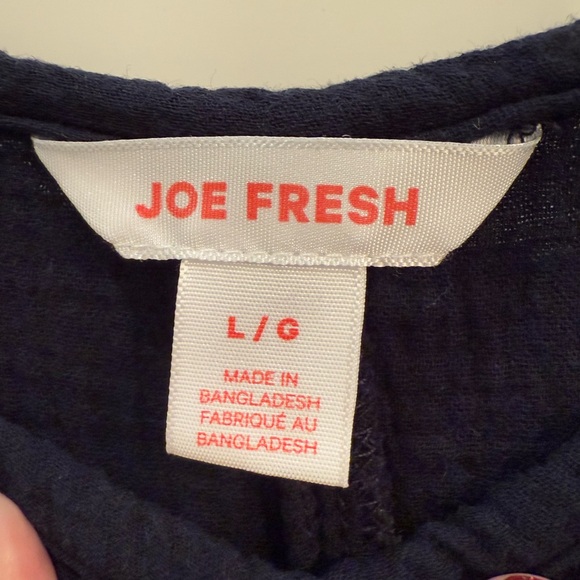 JOE FRESH
L / G
MADE IN
BANGLADESH
FABRIQUÉ AU
BANGLADESH